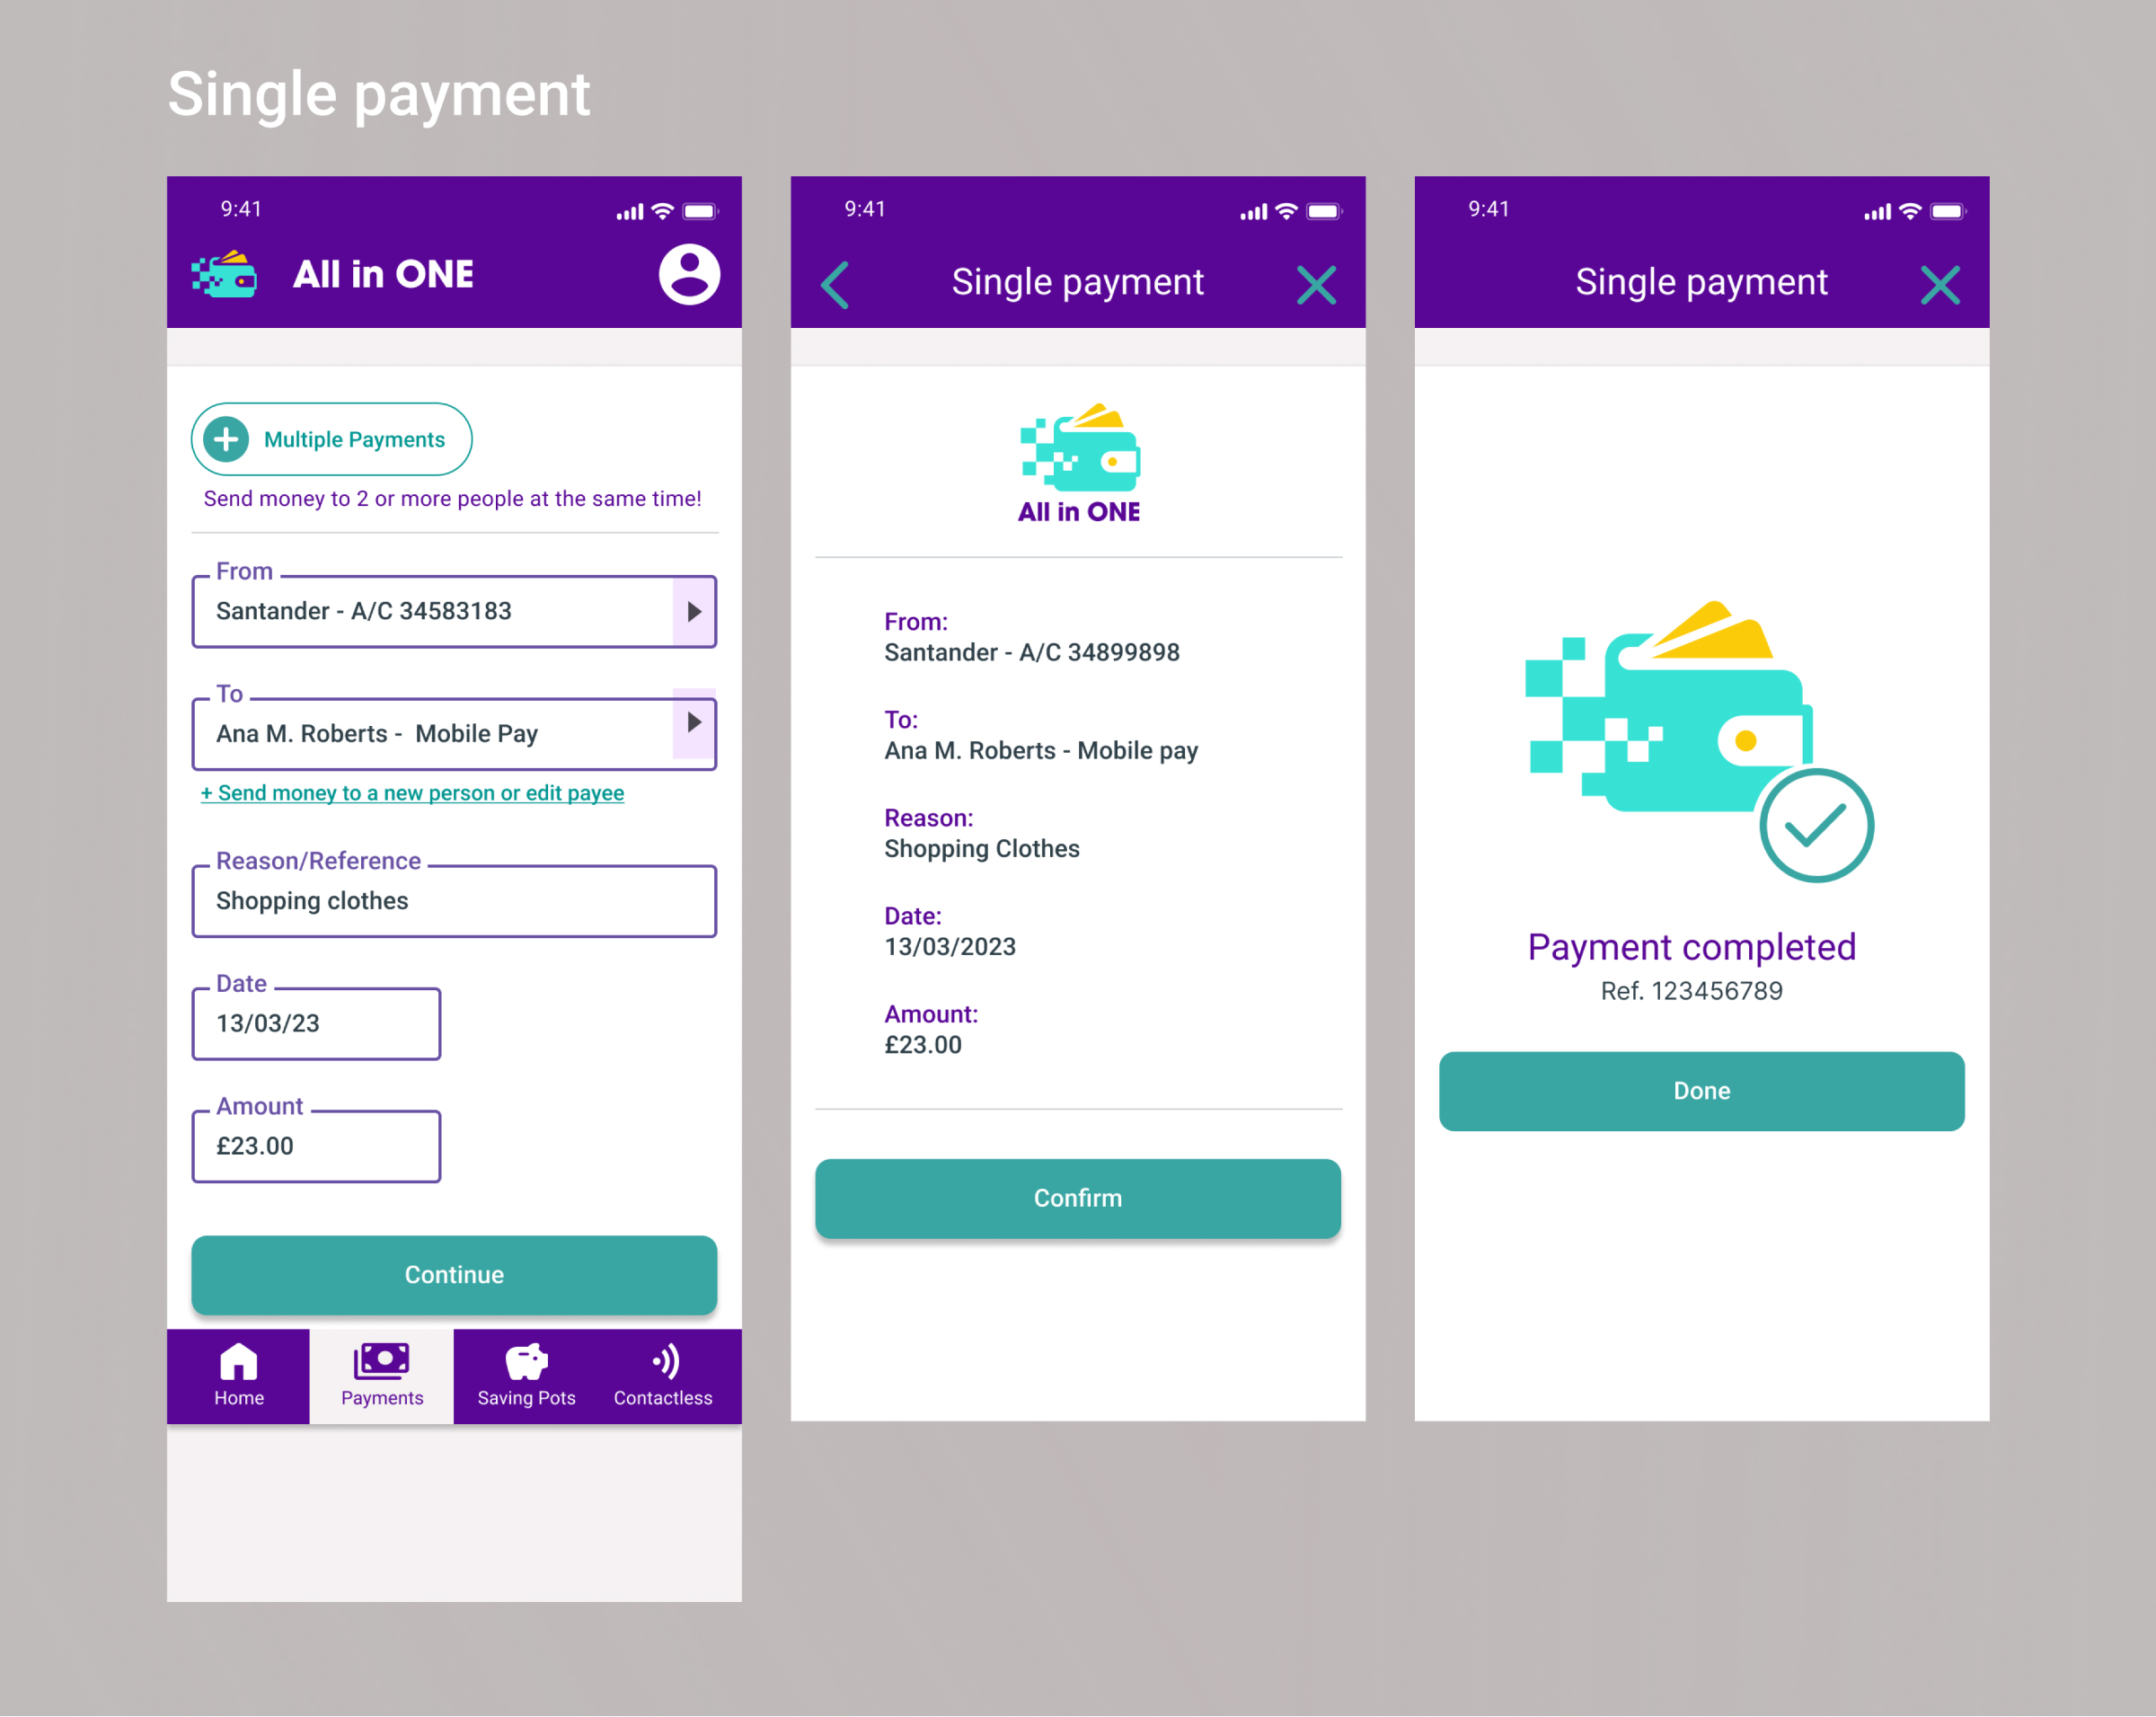 Single payment
9:41
All in ONE
Multiple Payments
Send money to 2 or more people at the same time!
From
Santander - A/C 34583183
To
Ana M. Roberts -  Mobile Pay
+ Send money to a new person or edit payee
Reason/Reference
Shopping clothes
Date
13/03/23
Amount
£23.00
Continue
Home
Payments
Saving Pots
Contactless
9:41
Single payment
All in ONE
From:
Santander - A/C 34899898
To:
Ana M. Roberts - Mobile pay
Reason:
Shopping Clothes
Date:
13/03/2023
Amount:
£23.00
Confirm
9:41
Single payment
Payment completed
Ref. 123456789
Done